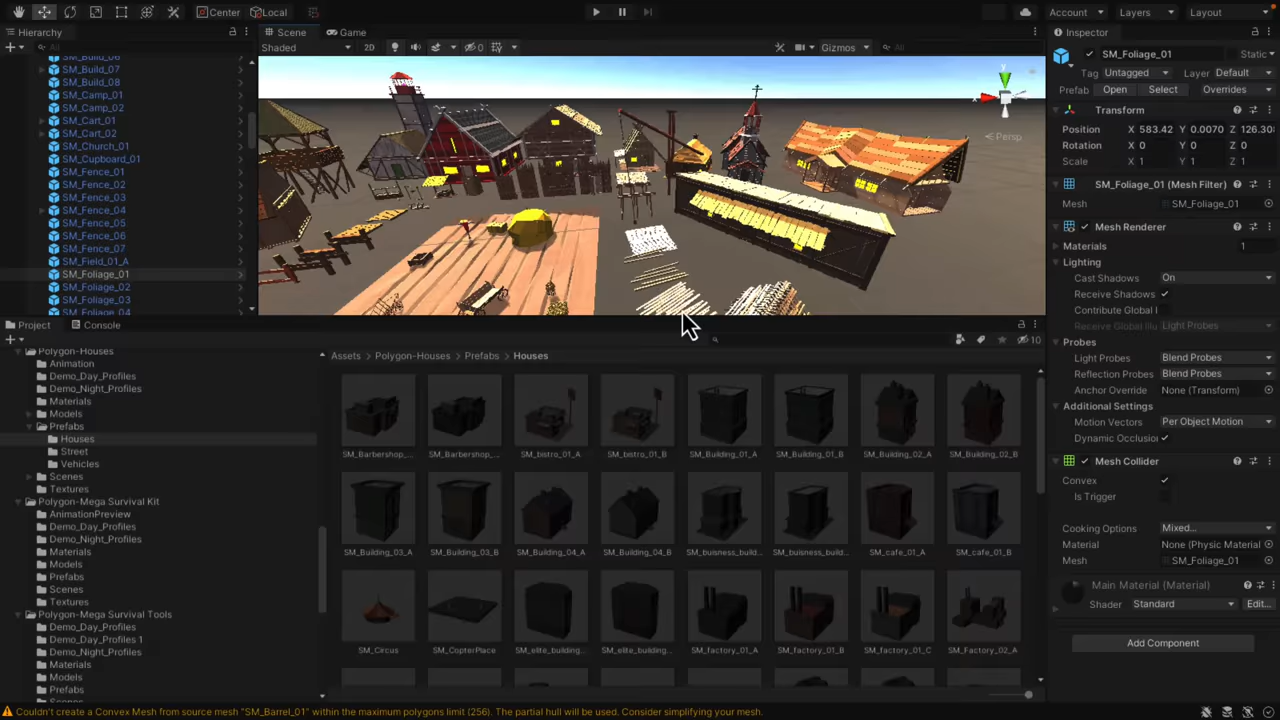 Center Local
Account Layers Layout
Hierarchy
Scene Game
Inspector
All
Shaded 2D 0 Gizmos All
SM_Build_06
SM_Build_07
SM_Build_08
SM_Camp_01
SM_Camp_02
SM_Cart_01
SM_Cart_02
SM_Church_01
SM_Cupboard_01
SM_Fence_01
SM_Fence_02
SM_Fence_03
SM_Fence_04
SM_Fence_05
SM_Fence_06
SM_Fence_07
SM_Field_01_A
SM_Foliage_01
SM_Foliage_02
SM_Foliage_03
SM_Foliage_04
y
x
Persp
SM_Foliage_01 Static
Tag Untagged Layer Default
Prefab Open Select Overrides
Transform
Position X 583.42 Y 0.0070 Z 126.30
Rotation X 0 Y 0 Z 0
Scale X 1 Y 1 Z 1
SM_Foliage_01 (Mesh Filter)
Mesh SM_Foliage_01
Mesh Renderer
Materials 1
Lighting
Cast Shadows On
Receive Shadows
Contribute Global I
Receive Global Illu Light Probes
Probes
Light Probes Blend Probes
Reflection Probes Blend Probes
Anchor Override None (Transform)
Additional Settings
Motion Vectors Per Object Motion
Dynamic Occlusion
Mesh Collider
Convex
Is Trigger
Cooking Options Mixed...
Material None (Physic Material
Mesh SM_Foliage_01
Main Material (Material)
Shader Standard Edit...
Add Component
Project Console
10
Polygon-Houses
Animation
Demo_Day_Profiles
Demo_Night_Profiles
Materials
Models
Prefabs
Houses
Street
Vehicles
Scenes
Textures
Polygon-Mega Survival Kit
AnimationPreview
Demo_Day_Profiles
Demo_Night_Profiles
Materials
Models
Prefabs
Scenes
Textures
Polygon-Mega Survival Tools
Demo_Day_Profiles
Demo_Day_Profiles 1
Demo_Night_Profiles
Materials
Models
Prefabs
Scenes
Assets > Polygon-Houses > Prefabs > Houses
SM_Barbershop_... SM_Barbershop_... SM_bistro_01_A SM_bistro_01_B SM_Building_01_A SM_Building_01_B SM_Building_02_A SM_Building_02_B
SM_Building_03_A SM_Building_03_B SM_Building_04_A SM_Building_04_B SM_buisness_build... SM_buisness_build... SM_cafe_01_A SM_cafe_01_B
SM_Circus SM_CopterPlace SM_elite_building... SM_elite_building... SM_factory_01_A SM_factory_01_B SM_factory_01_C SM_Factory_02_A
Couldn't create a Convex Mesh from source mesh "SM_Barrel_01" within the maximum polygons limit (256). The partial hull will be used. Consider simplifying your mesh.